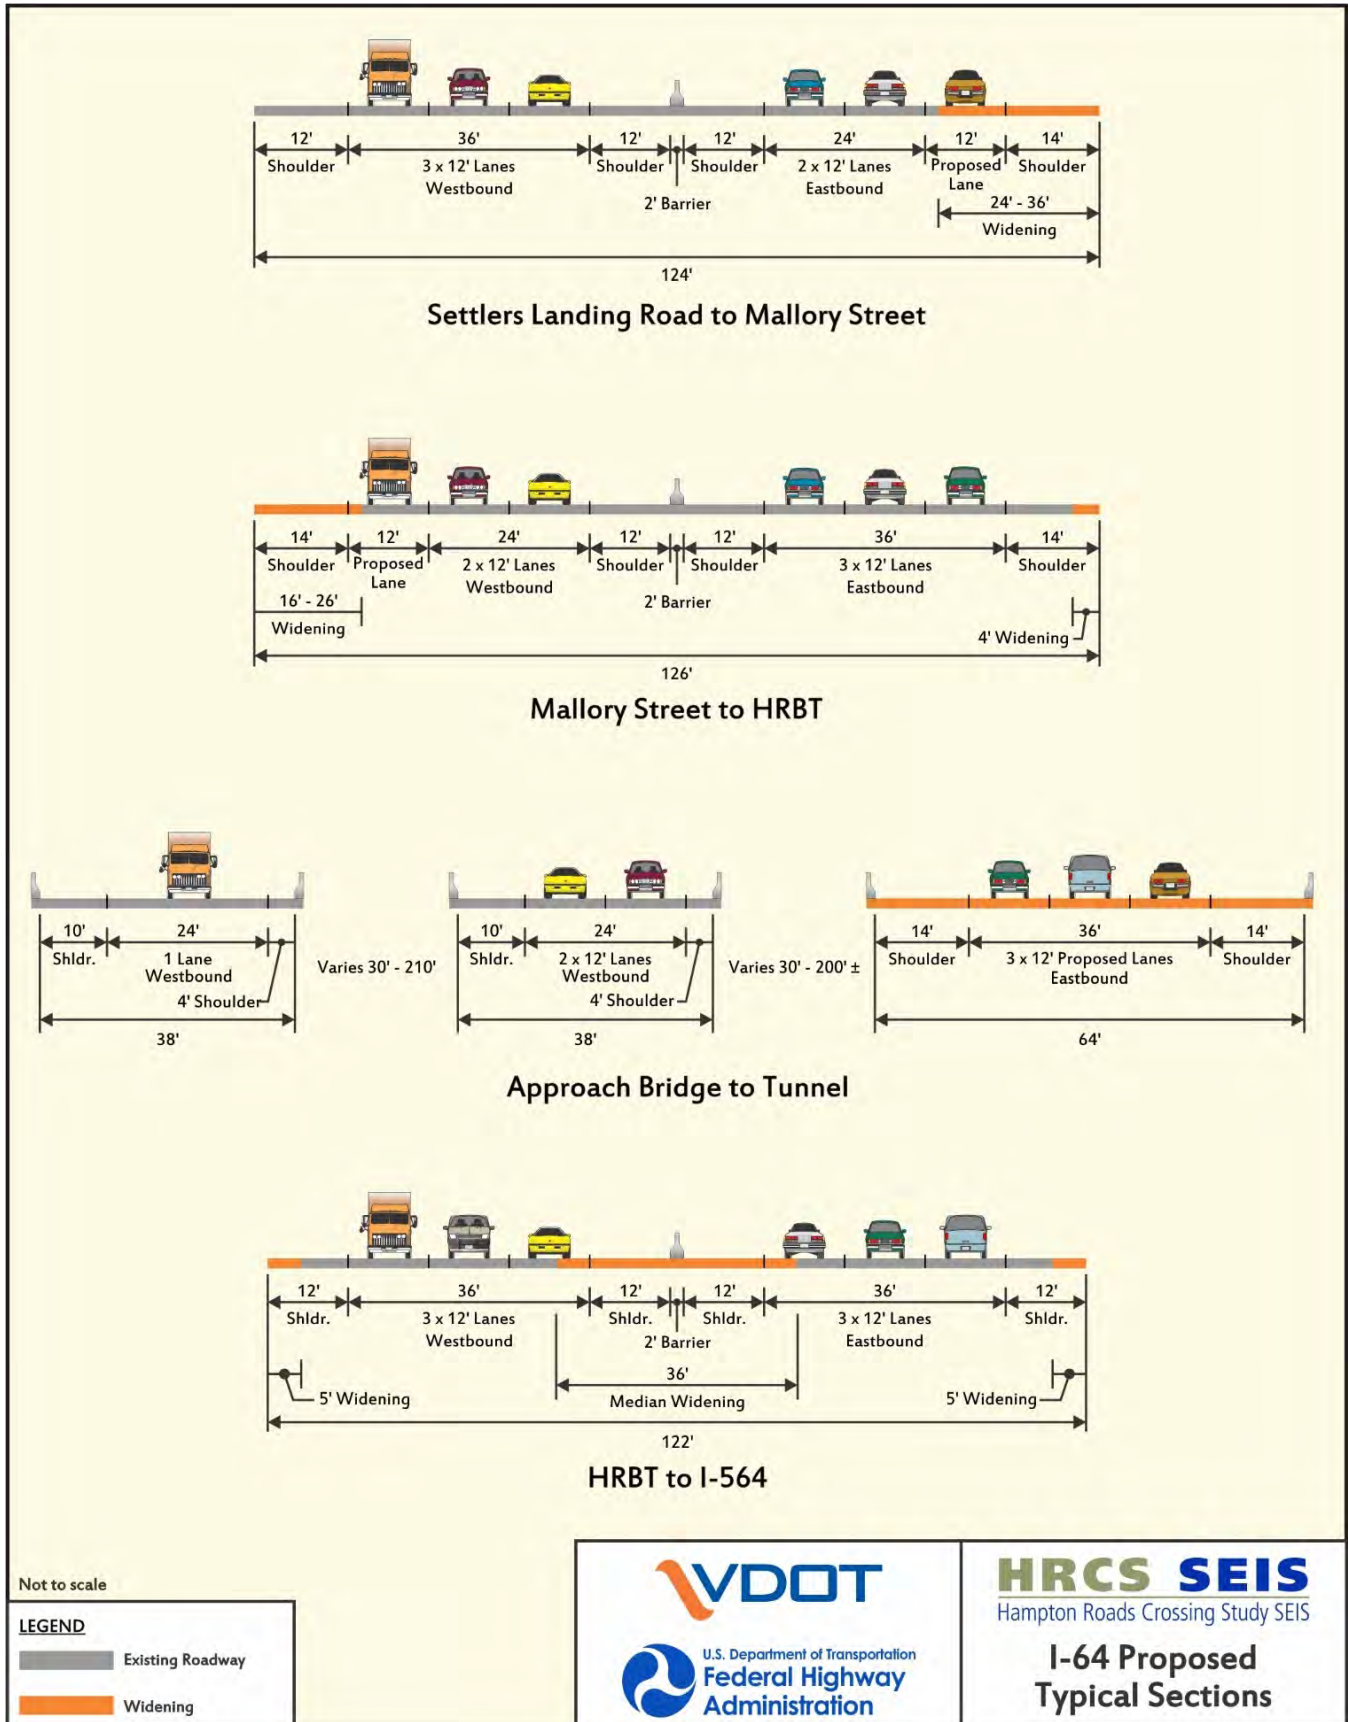 12' 36' 12' 12' 24' 12' 14'
Shoulder 3 x 12' Lanes Shoulder Shoulder 2 x 12' Lanes Proposed Shoulder
Westbound Eastbound Lane
2' Barrier 24' - 36'
Widening
124'
Settlers Landing Road to Mallory Street
14' 12' 24' 12' 12' 36' 14'
Shoulder Proposed 2 x 12' Lanes Shoulder Shoulder 3 x 12' Lanes Shoulder
Lane Westbound Eastbound
16' - 26' 2' Barrier
Widening 4' Widening
126'
Mallory Street to HRBT
10' 24' 10' 24' 14' 36' 14'
Shldr. 1 Lane Shldr. 2 x 12' Lanes Shoulder 3 x 12' Proposed Lanes Shoulder
Westbound Varies 30' - 210' Westbound Varies 30' - 200' ± Eastbound
4' Shoulder 4' Shoulder
38' 38' 64'
Approach Bridge to Tunnel
12' 36' 12' 12' 36' 12'
Shldr. 3 x 12' Lanes Shldr. Shldr. 3 x 12' Lanes Shldr.
Westbound 2' Barrier Eastbound
36'
5' Widening Median Widening 5' Widening
122'
HRBT to I-564
Not to scale
LEGEND
Existing Roadway
Widening
VDOT
U.S. Department of Transportation
Federal Highway
Administration
HRCS SEIS
Hampton Roads Crossing Study SEIS
I-64 Proposed
Typical Sections